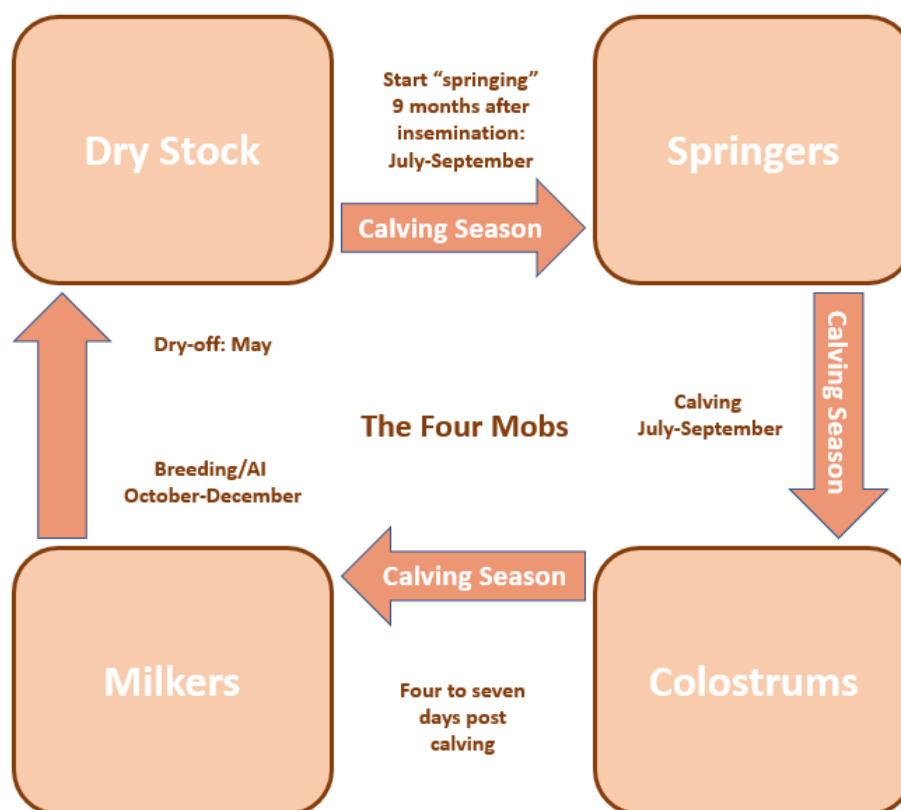 Dry Stock
Start “springing”
9 months after
insemination:
July-September
Calving Season
Springers
Dry-off: May
Breeding/AI
October-December
The Four Mobs
Calving
July-September
Calving Season
Milkers
Calving Season
Four to seven
days post
calving
Colostrums